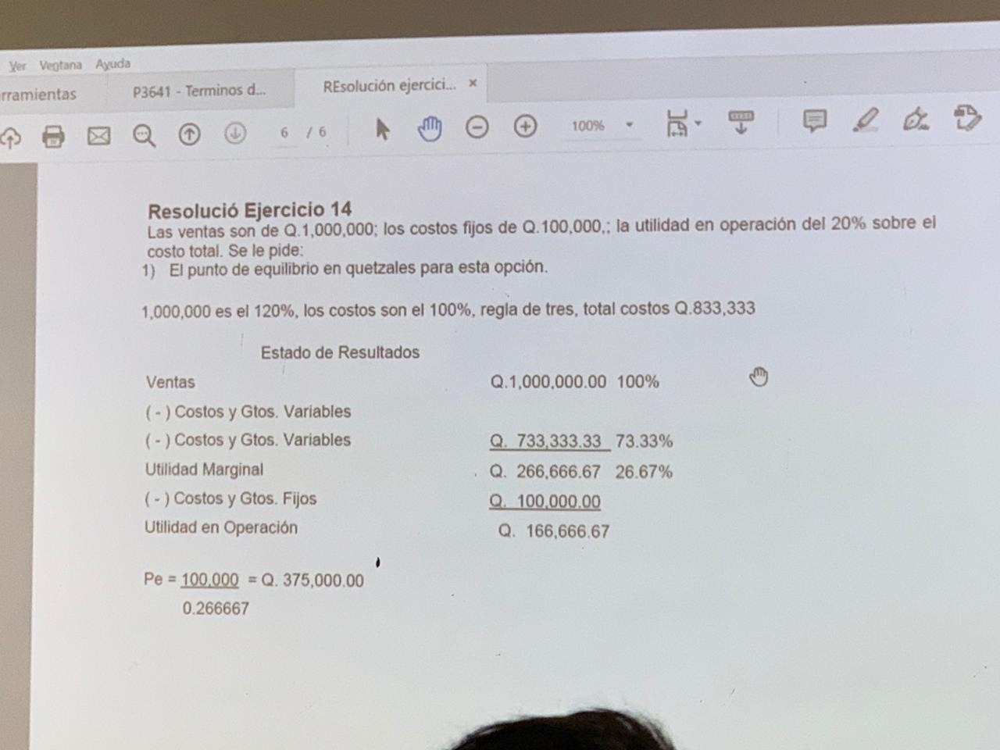 Ver Ventana Ayuda
rramientas P3641 - Terminos d... REsolución ejercici... ×
6 / 6 100%
Resolució Ejercicio 14
Las ventas son de Q.1,000,000; los costos fijos de Q.100,000,; la utilidad en operación del 20% sobre el
costo total. Se le pide:
1) El punto de equilibrio en quetzales para esta opción.
1,000,000 es el 120%, los costos son el 100%, regla de tres, total costos Q.833,333
Estado de Resultados
Ventas Q.1,000,000.00 100%
( - ) Costos y Gtos. Variables
( - ) Costos y Gtos. Variables Q. 733,333.33 73.33%
Utilidad Marginal Q. 266,666.67 26.67%
( - ) Costos y Gtos. Fijos Q. 100,000.00
Utilidad en Operación Q. 166,666.67
Pe = 100,000 = Q. 375,000.00
0.266667